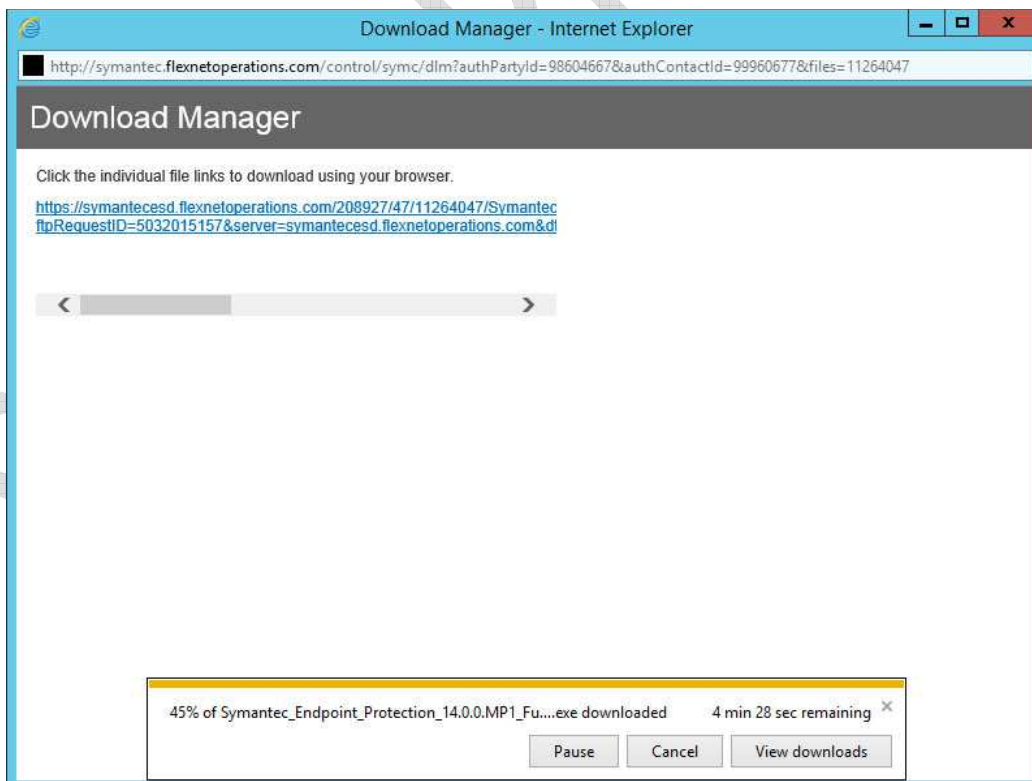 Download Manager - Internet Explorer
http://symantec.flexnetoperations.com/control/symc/dlm?authPartyId=98604667&authContactId=99960677&files=11264047
Download Manager
Click the individual file links to download using your browser.
https://symantecesd.flexnetoperations.com/208927/47/11264047/Symantec
ftpRequestID=5032015157&server=symantecesd.flexnetoperations.com&d
45% of Symantec_Endpoint_Protection_14.0.0.MP1_Fu....exe downloaded 4 min 28 sec remaining ×
Pause Cancel View downloads